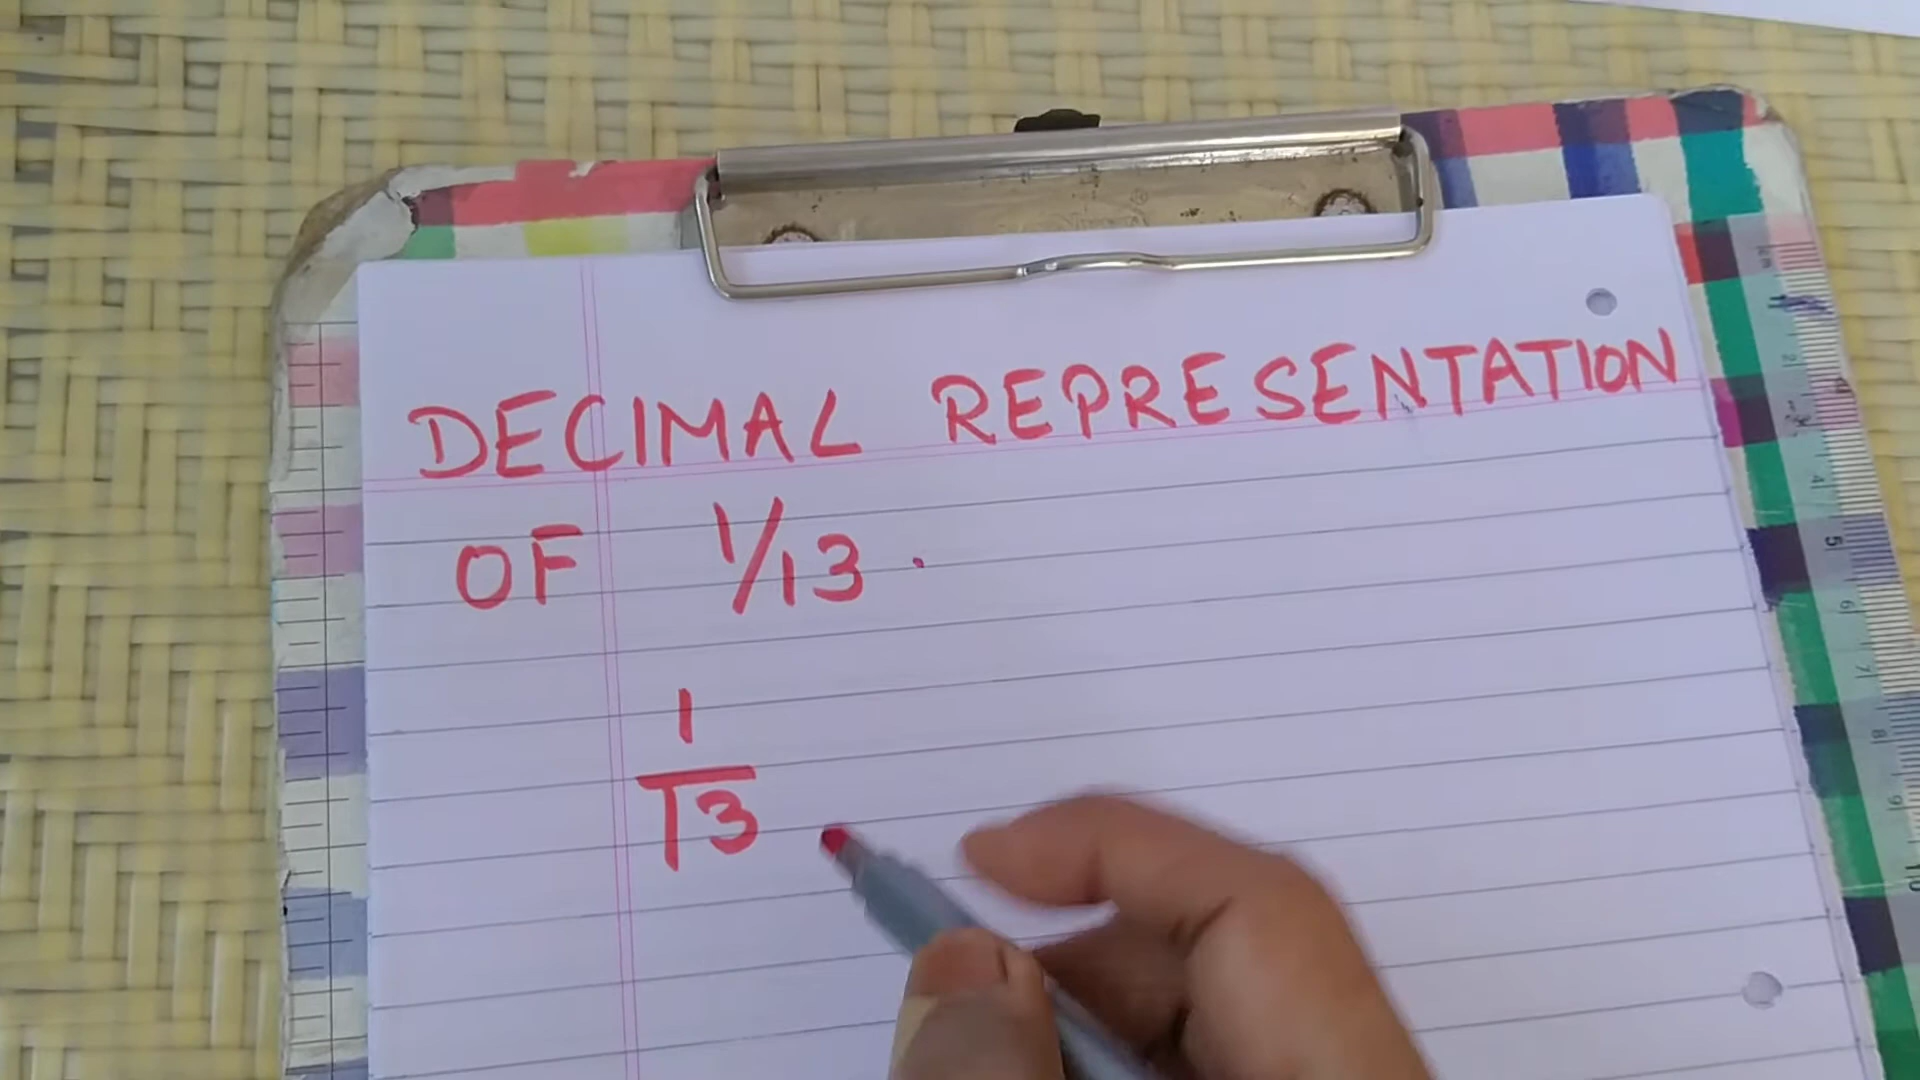 DECIMAL REPRESENTATION
OF 1/13.
1
13